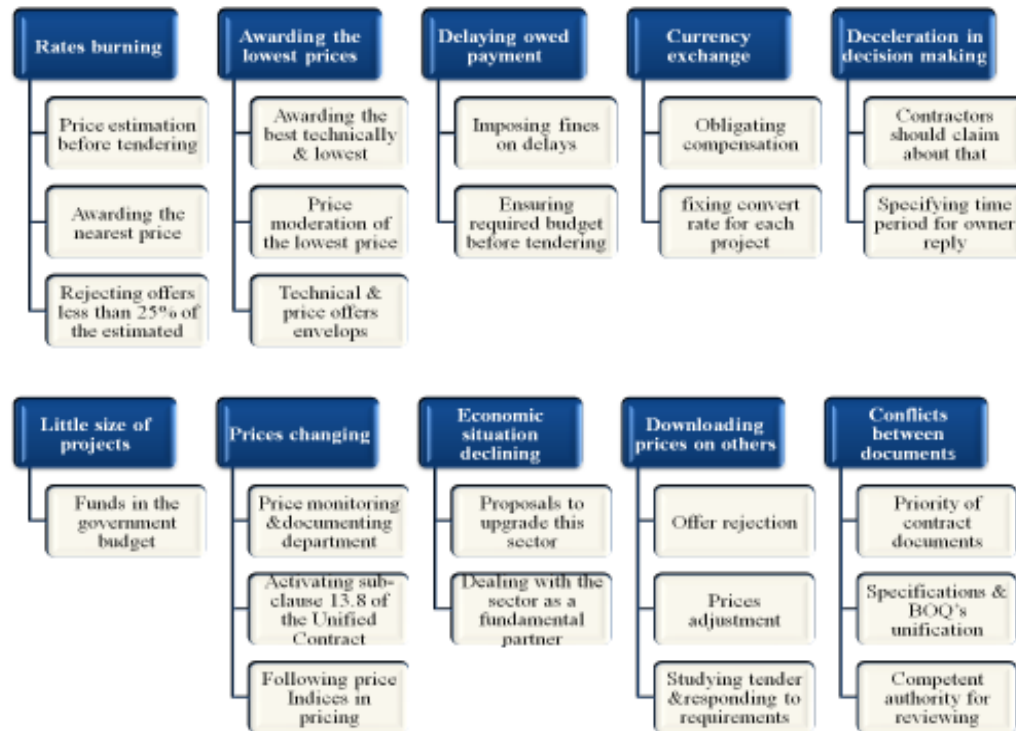 Rates burning
Price estimation
before tendering
Awarding the
nearest price
Rejecting offers
less than 25% of
the estimated
Awarding the
lowest prices
Awarding the
best technically
& lowest
Price
moderation of
the lowest price
Technical &
price offers
envelops
Delaying owed
payment
Imposing fines
on delays
Ensuring
required budget
before tendering
Currency
exchange
Obligating
compensation
fixing convert
rate for each
project
Deceleration in
decision making
Contractors
should claim
about that
Specifying time
period for owner
reply
Little size of
projects
Funds in the
government
budget
Prices changing
Price monitoring
&documenting
department
Activating sub-
clause 13.8 of
the Unified
Contract
Following price
Indices in
pricing
Economic
situation
declining
Proposals to
upgrade this
sector
Dealing with the
sector as a
fundamental
partner
Downloading
prices on others
Offer rejection
Prices
adjustment
Studying tender
&responding to
requirements
Conflicts
between
documents
Priority of
contract
documents
Specifications &
BOQ's
unification
Competent
authority for
reviewing